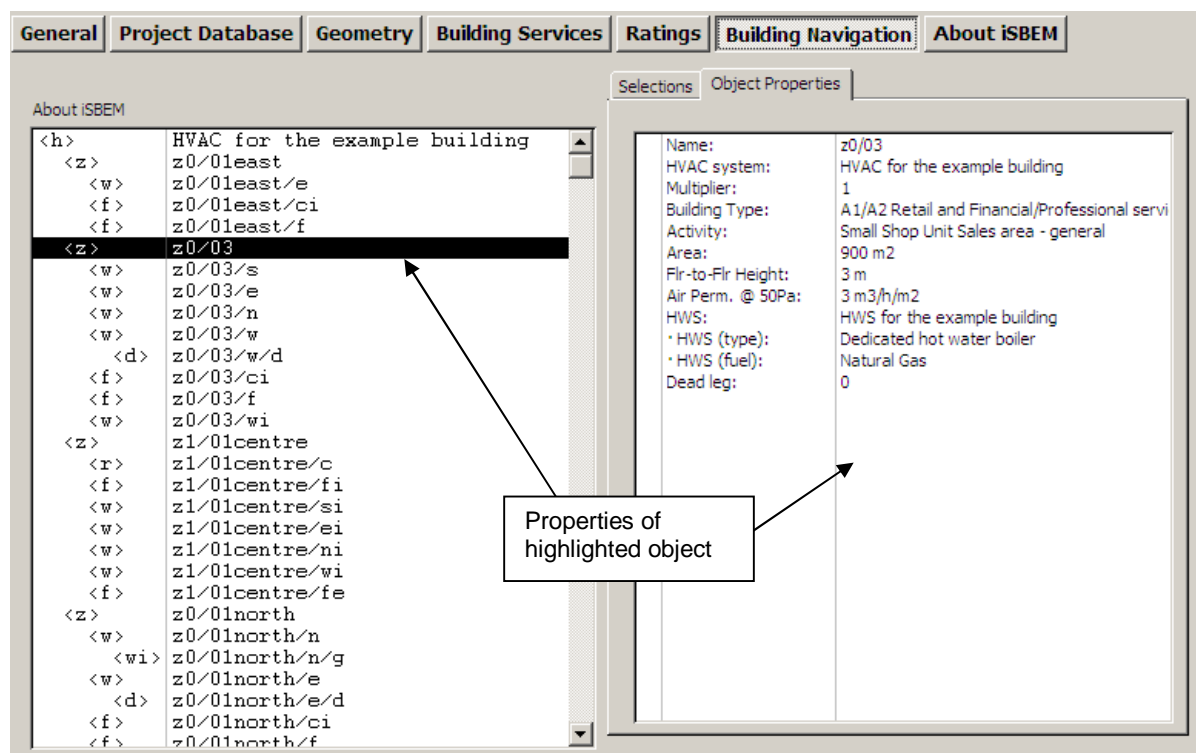 General Project Database Geometry Building Services Ratings Building Navigation About iSBEM
Selections Object Properties
About iSBEM
<h> HVAC for the example building
<z> z0/01east
<w> z0/01east/e
<f> z0/01east/ci
<f> z0/01east/f
<z> z0/03
<w> z0/03/s
<w> z0/03/e
<w> z0/03/n
<w> z0/03/w
<d> z0/03/w/d
<f> z0/03/ci
<f> z0/03/f
<w> z0/03/wi
<z> z1/01centre
<r> z1/01centre/c
<f> z1/01centre/fi
<w> z1/01centre/si
<w> z1/01centre/ei
<w> z1/01centre/ni
<w> z1/01centre/wi
<f> z1/01centre/fe
<z> z0/01north
<w> z0/01north/n
<wi> z0/01north/n/g
<w> z0/01north/e
<d> z0/01north/e/d
<f> z0/01north/ci
<f> z0/01north/f
Name: z0/03
HVAC system: HVAC for the example building
Multiplier: 1
Building Type: A1/A2 Retail and Financial/Professional servi
Activity: Small Shop Unit Sales area - general
Area: 900 m2
Flr-to-Flr Height: 3 m
Air Perm. @ 50Pa: 3 m3/h/m2
HWS: HWS for the example building
· HWS (type): Dedicated hot water boiler
· HWS (fuel): Natural Gas
Dead leg: 0
Properties of
highlighted object